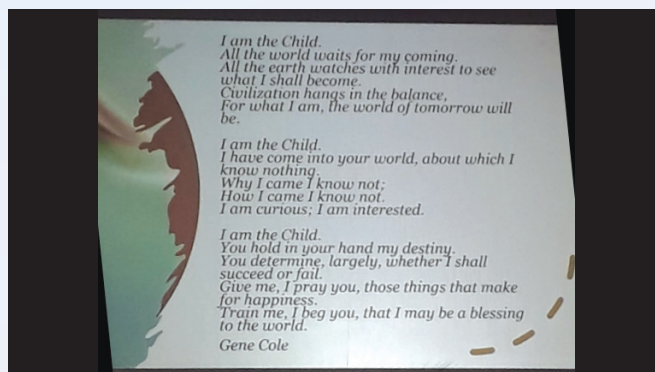 I am the Child.
All the world waits for my coming.
All the earth watches with interest to see
what I shall become.
Civilization hangs in the balance,
For what I am, the world of tomorrow will
be.
I am the Child.
I have come into your world, about which I
know nothing.
Why I came I know not;
How I came I know not.
I am curious; I am interested.
I am the Child.
You hold in your hand my destiny.
You determine, largely, whether I shall
succeed or fail.
Give me, I pray you, those things that make
for happiness.
Train me, I beg you, that I may be a blessing
to the world.
Gene Cole